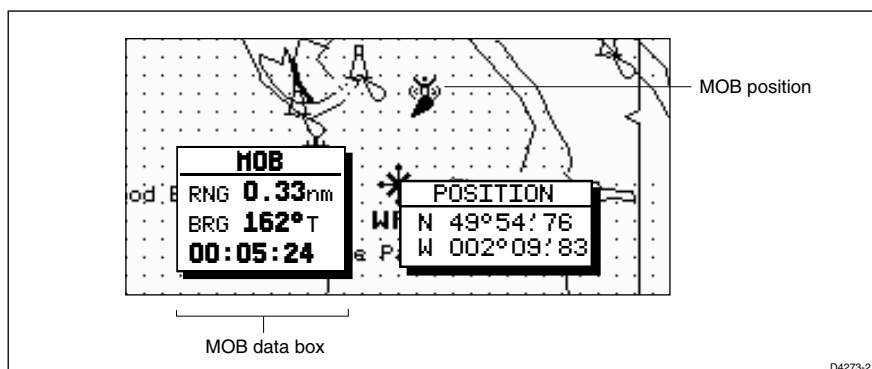 MOB position
MOB
RNG 0.33nm
BRG 162°T
00:05:24
od
POSITION
N 49°54.'76
W 002°09.'83
MOB data box
D4273-2